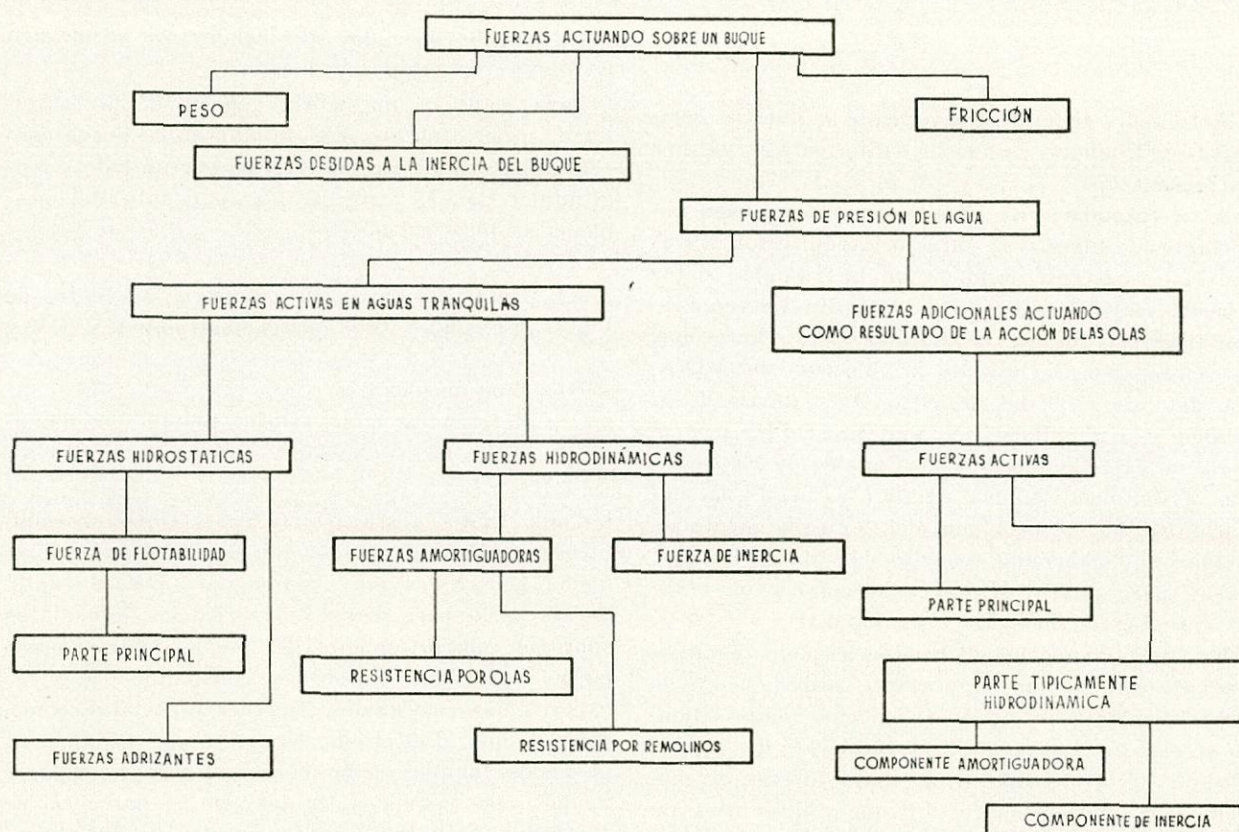 FUERZAS ACTUANDO SOBRE UN BUQUE
PESO
FRICCIÓN
FUERZAS DEBIDAS A LA INERCIA DEL BUQUE
FUERZAS DE PRESIÓN DEL AGUA
FUERZAS ACTIVAS EN AGUAS TRANQUILAS
FUERZAS ADICIONALES ACTUANDO
COMO RESULTADO DE LA ACCIÓN DE LAS OLAS
FUERZAS HIDROSTATICAS
FUERZAS HIDRODINÁMICAS
FUERZAS ACTIVAS
FUERZA DE FLOTABILIDAD
FUERZAS AMORTIGUADORAS
FUERZA DE INERCIA
PARTE PRINCIPAL
PARTE PRINCIPAL
RESISTENCIA POR OLAS
PARTE TIPICAMENTE
HIDRODINAMICA
FUERZAS ADRIZANTES
RESISTENCIA POR REMOLINOS
COMPONENTE AMORTIGUADORA
COMPONENTE DE INERCIA